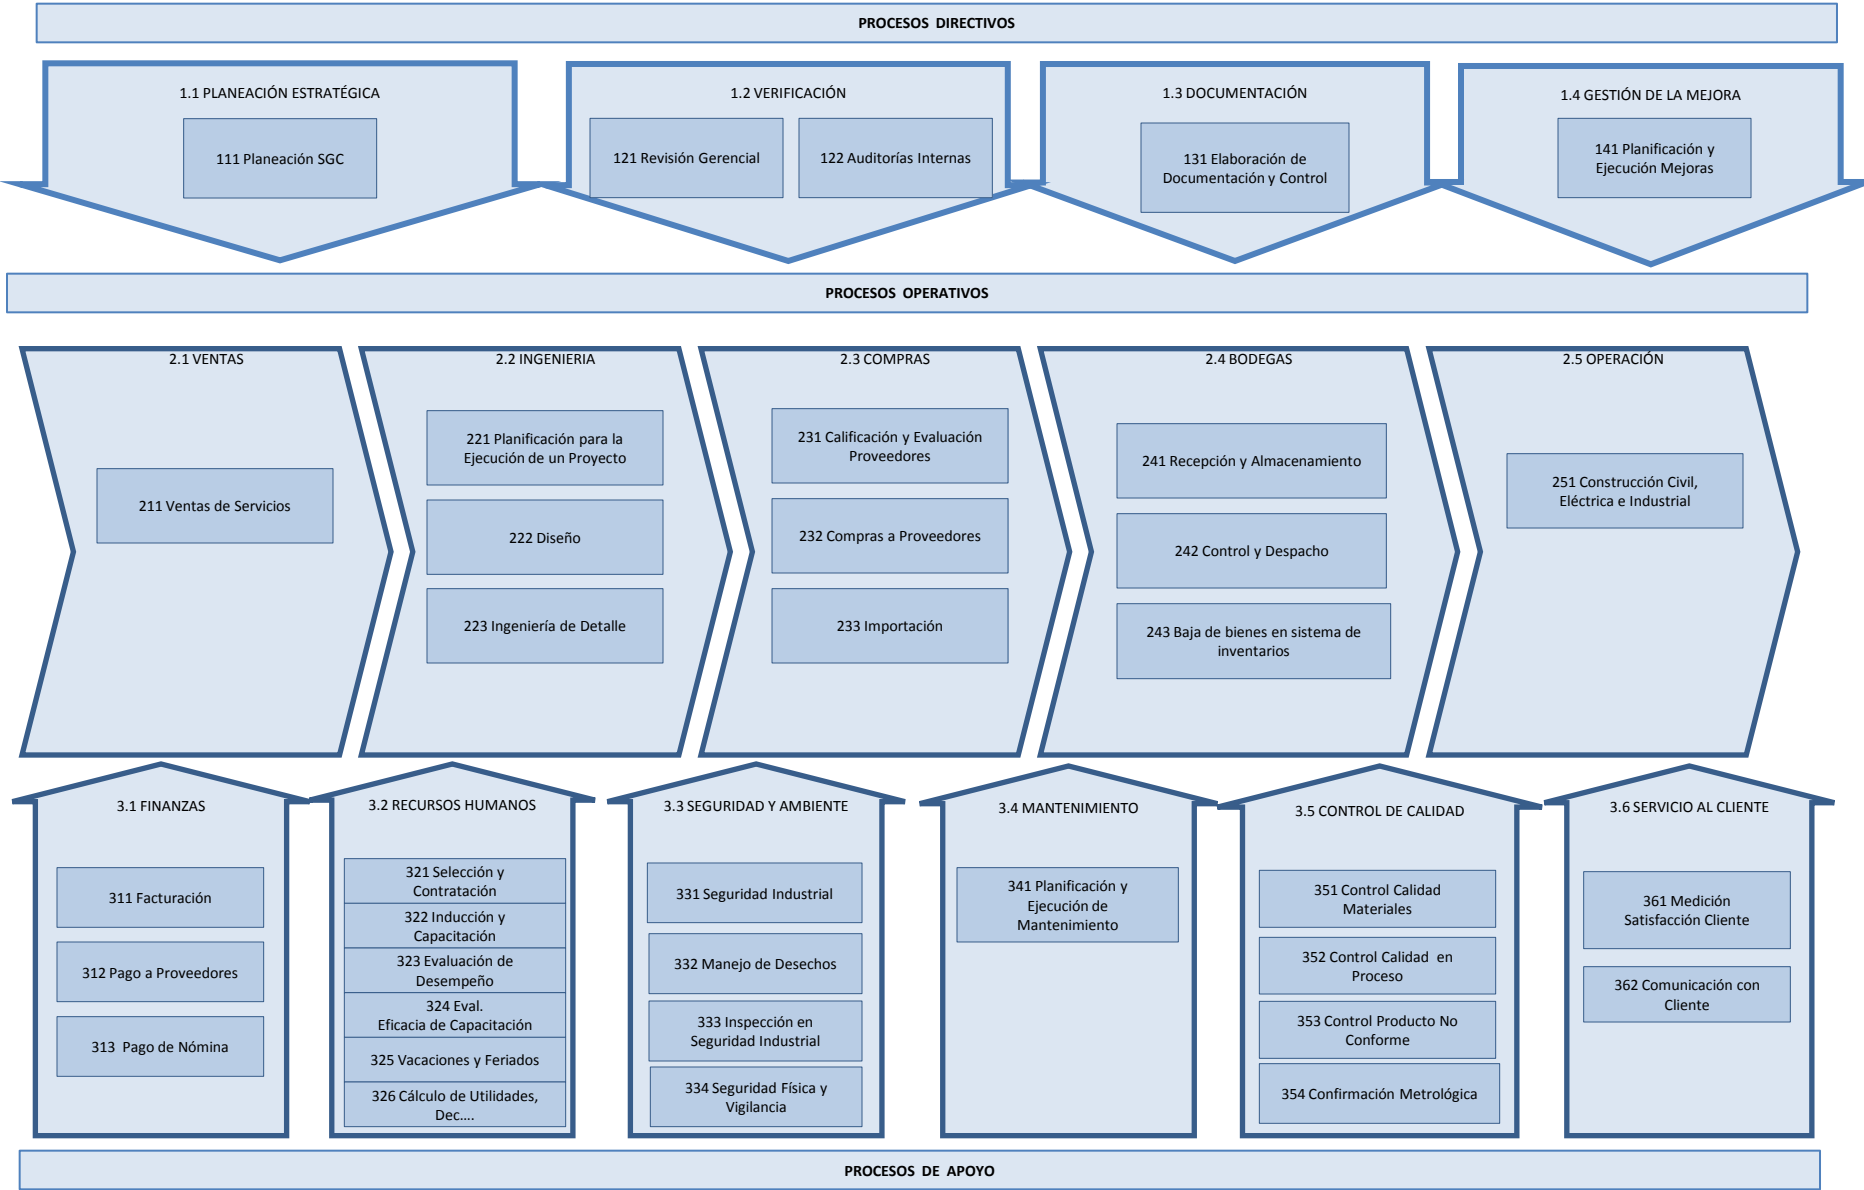 PROCESOS DIRECTIVOS
1.1 PLANEACIÓN ESTRATÉGICA
111 Planeación SGC
1.2 VERIFICACIÓN
121 Revisión Gerencial
122 Auditorías Internas
1.3 DOCUMENTACIÓN
131 Elaboración de
Documentación y Control
1.4 GESTIÓN DE LA MEJORA
141 Planificación y
Ejecución Mejoras
PROCESOS OPERATIVOS
2.1 VENTAS
211 Ventas de Servicios
2.2 INGENIERIA
221 Planificación para la
Ejecución de un Proyecto
222 Diseño
223 Ingeniería de Detalle
2.3 COMPRAS
231 Calificación y Evaluación
Proveedores
232 Compras a Proveedores
233 Importación
2.4 BODEGAS
241 Recepción y Almacenamiento
242 Control y Despacho
243 Baja de bienes en sistema de
inventarios
2.5 OPERACIÓN
251 Construcción Civil,
Eléctrica e Industrial
3.1 FINANZAS
311 Facturación
312 Pago a Proveedores
313 Pago de Nómina
3.2 RECURSOS HUMANOS
321 Selección y
Contratación
322 Inducción y
Capacitación
323 Evaluación de
Desempeño
324 Eval.
Eficacia de Capacitación
325 Vacaciones y Feriados
326 Cálculo de Utilidades,
Dec….
3.3 SEGURIDAD Y AMBIENTE
331 Seguridad Industrial
332 Manejo de Desechos
333 Inspección en
Seguridad Industrial
334 Seguridad Física y
Vigilancia
3.4 MANTENIMIENTO
341 Planificación y
Ejecución de
Mantenimiento
3.5 CONTROL DE CALIDAD
351 Control Calidad
Materiales
352 Control Calidad en
Proceso
353 Control Producto No
Conforme
354 Confirmación Metrológica
3.6 SERVICIO AL CLIENTE
361 Medición
Satisfacción Cliente
362 Comunicación con
Cliente
PROCESOS DE APOYO